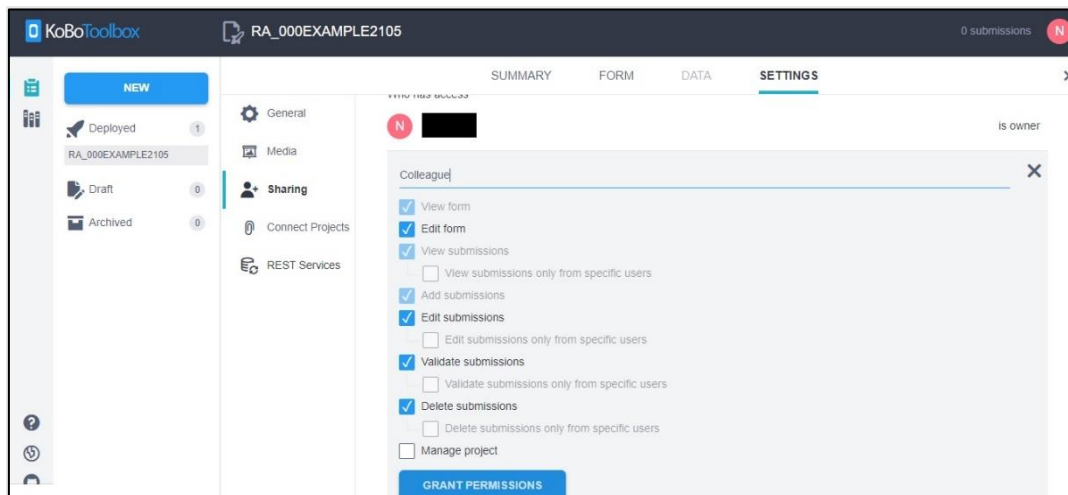 KoBoToolbox
RA_000EXAMPLE2105
0 submissions
N
SUMMARY
FORM
DATA
SETTINGS
NEW
Deployed
1
RA_000EXAMPLE2105
Draft
0
Archived
0
General
Media
Sharing
Connect Projects
REST Services
Who has access
N
is owner
Colleague
View form
Edit form
View submissions
View submissions only from specific users
Add submissions
Edit submissions
Edit submissions only from specific users
Validate submissions
Validate submissions only from specific users
Delete submissions
Delete submissions only from specific users
Manage project
GRANT PERMISSIONS